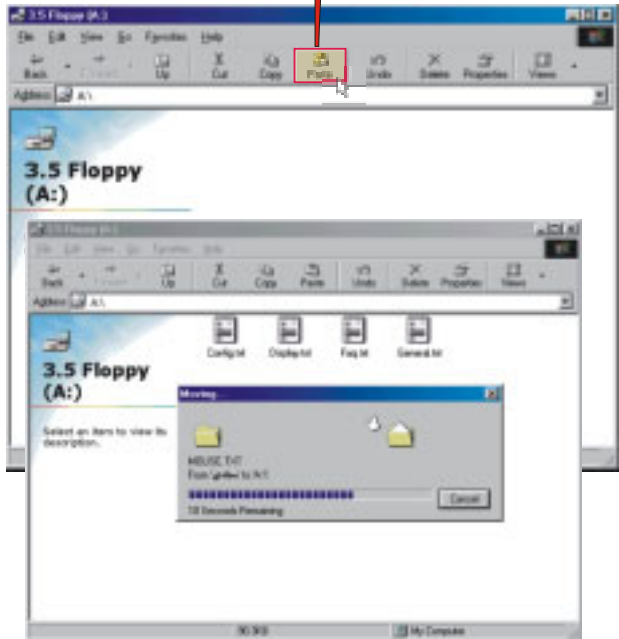 3.5 Floppy (A:)
File Edit View Go Favorites Help
Back Forward Up Cut Copy Paste Undo Delete Properties Views
Address A:\
3.5 Floppy
(A:)
3.5 Floppy (A:)
File Edit View Go Favorites Help
Back Forward Up Cut Copy Paste Undo Delete Properties Views
Address A:\
Config.txt Display.txt Faq.txt General.txt
3.5 Floppy
(A:)
Select an item to view its
description.
Moving...
MOUSE.TXT
to A:\
Cancel
18 Seconds Remaining
My Computer